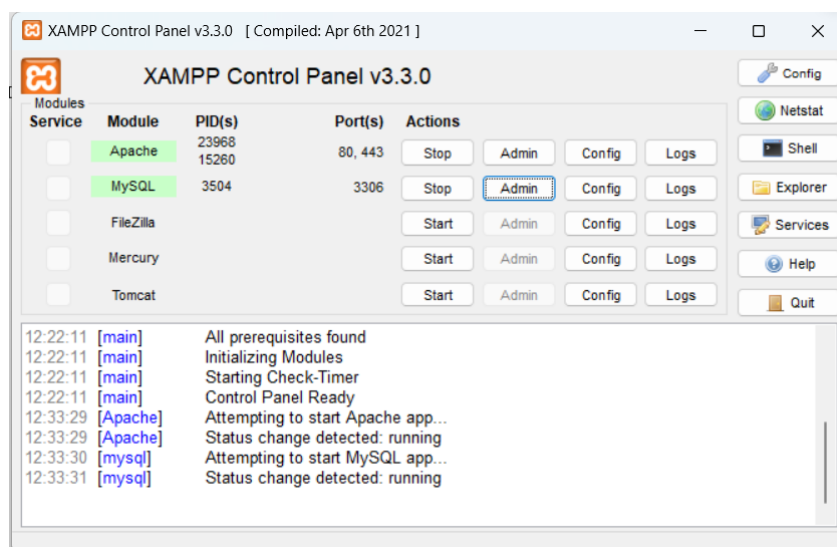 XAMPP Control Panel v3.3.0 [ Compiled: Apr 6th 2021 ]
XAMPP Control Panel v3.3.0
Config
Modules
Service Module PID(s) Port(s) Actions
Netstat
Apache 23968 15260 80, 443 Stop Admin Config Logs
Shell
MySQL 3504 3306 Stop Admin Config Logs
Explorer
FileZilla Start Admin Config Logs
Services
Mercury Start Admin Config Logs
Help
Tomcat Start Admin Config Logs
Quit
12:22:11 [main] All prerequisites found
12:22:11 [main] Initializing Modules
12:22:11 [main] Starting Check-Timer
12:22:11 [main] Control Panel Ready
12:33:29 [Apache] Attempting to start Apache app...
12:33:29 [Apache] Status change detected: running
12:33:30 [mysql] Attempting to start MySQL app...
12:33:31 [mysql] Status change detected: running